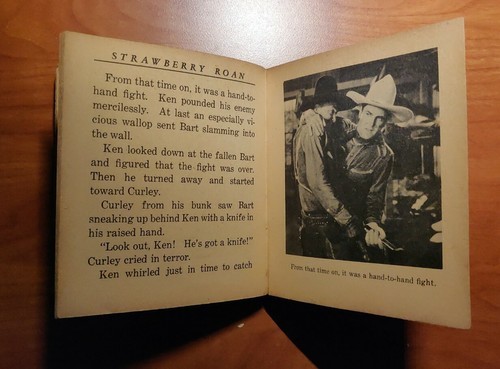 STRAWBERRY ROAN
From that time on, it was a hand-to-
hand fight. Ken pounded his enemy
mercilessly. At last an especially vi-
cious wallop sent Bart slamming into
the wall.
Ken looked down at the fallen Bart
and figured that the fight was over.
Then he turned away and started
toward Curley.
Curley from his bunk saw Bart
sneaking up behind Ken with a knife in
his raised hand.
"Look out, Ken! He's got a knife!"
Curley cried in terror.
Ken whirled just in time to catch
From that time on, it was a hand-to-hand fight.